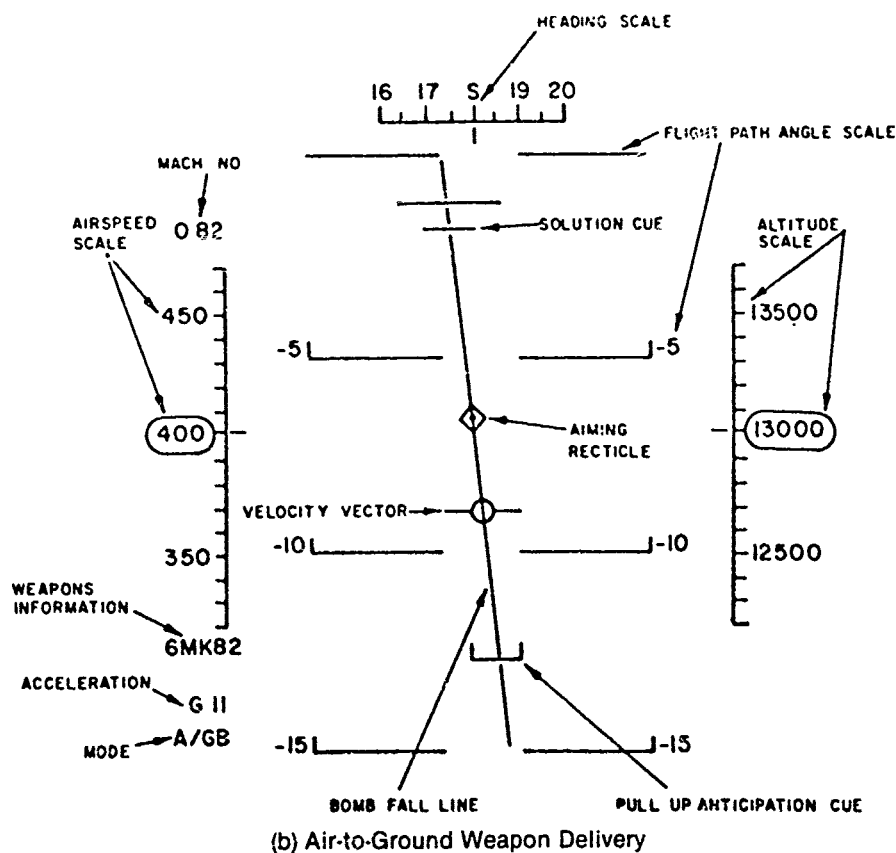 HEADING SCALE
16 17 S 19 20
FLIGHT PATH ANGLE SCALE
MACH NO
0 82
AIRSPEED
SCALE
SOLUTION CUE
ALTITUDE
SCALE
450
13500
-5
-5
400
AIMING
RECTICLE
13000
VELOCITY VECTOR
-10
-10
350
12500
WEAPONS
INFORMATION
6MK82
ACCELERATION
G 11
MODE
A/GB
-15
-15
BOMB FALL LINE
PULL UP ANTICIPATION CUE
(b) Air-to-Ground Weapon Delivery